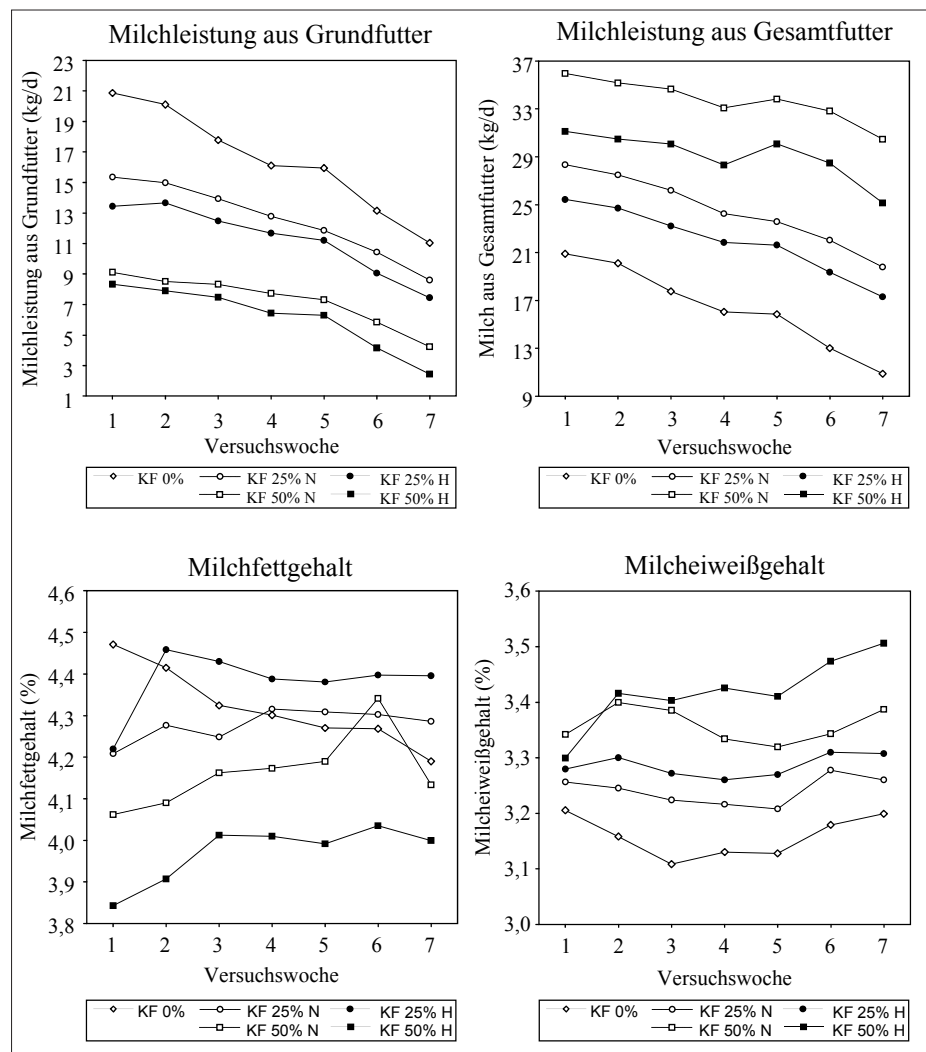 Milchleistung aus Grundfutter
Milchleistung aus Grundfutter (kg/d)
23
21
19
17
15
13
11
9
7
5
3
1
1 2 3 4 5 6 7
Versuchswoche
KF 0% KF 25% N KF 25% H
KF 50% N KF 50% H
Milchleistung aus Gesamtfutter
Milch aus Gesamtfutter (kg/d)
37
33
29
25
21
17
13
9
1 2 3 4 5 6 7
Versuchswoche
KF 0% KF 25% N KF 25% H
KF 50% N KF 50% H
Milchfettgehalt
Milchfettgehalt (%)
4,6
4,5
4,4
4,3
4,2
4,1
4,0
3,9
3,8
1 2 3 4 5 6 7
Versuchswoche
KF 0% KF 25% N KF 25% H
KF 50% N KF 50% H
Milcheiweißgehalt
Milcheiweißgehalt (%)
3,6
3,5
3,4
3,3
3,2
3,1
3,0
1 2 3 4 5 6 7
Versuchswoche
KF 0% KF 25% N KF 25% H
KF 50% N KF 50% H